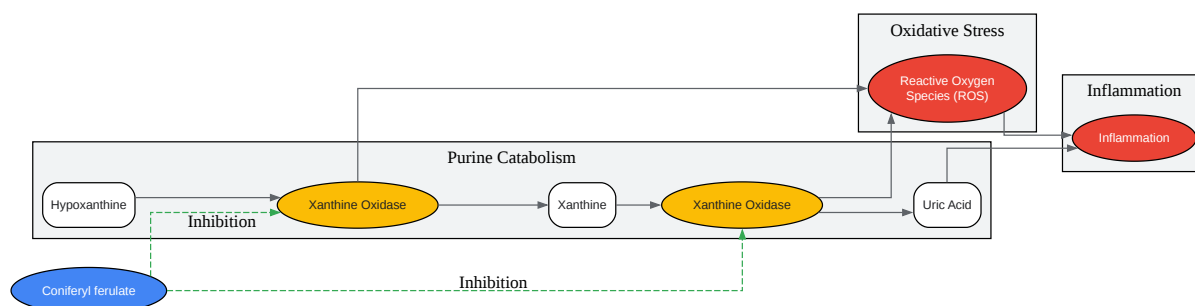 Oxidative Stress
Reactive Oxygen
Species (ROS)
Inflammation
Inflammation
Purine Catabolism
Hypoxanthine
Xanthine Oxidase
Xanthine
Xanthine Oxidase
Uric Acid
Inhibition
Coniferyl ferulate
Inhibition